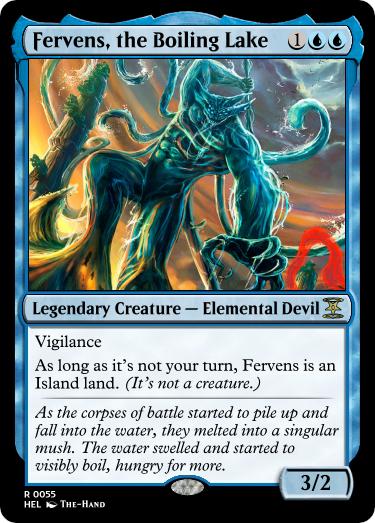 Fervens, the Boiling Lake 1
Legendary Creature — Elemental Devil
Vigilance
As long as it's not your turn, Fervens is an
Island land. (It's not a creature.)
As the corpses of battle started to pile up and
fall into the water, they melted into a singular
mush. The water swelled and started to
visibly boil, hungry for more.
3/2
R 0055
HEL The-Hand